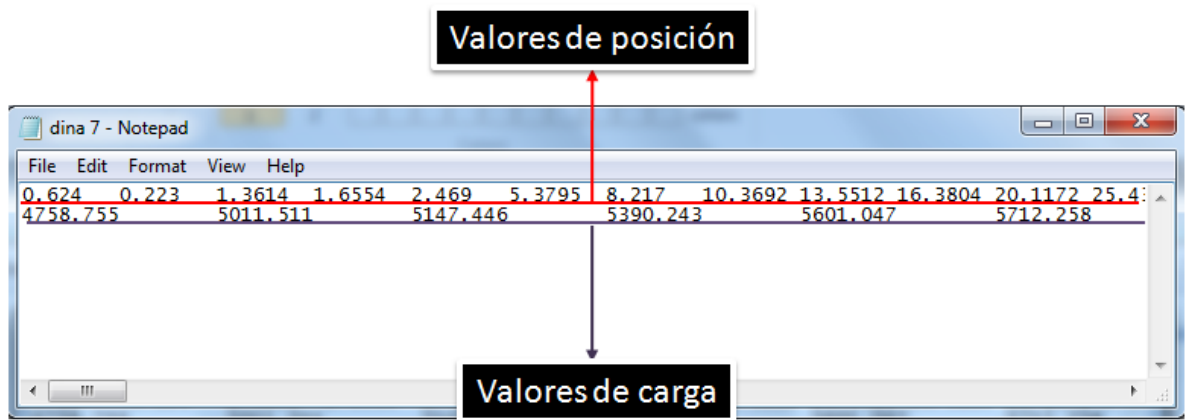 Valores de posición
dina 7 - Notepad
File Edit Format View Help
0.624 0.223 1.3614 1.6554 2.469 5.3795 8.217 10.3692 13.5512 16.3804 20.1172 25.4
4758.755 5011.511 5147.446 5390.243 5601.047 5712.258
Valores de carga